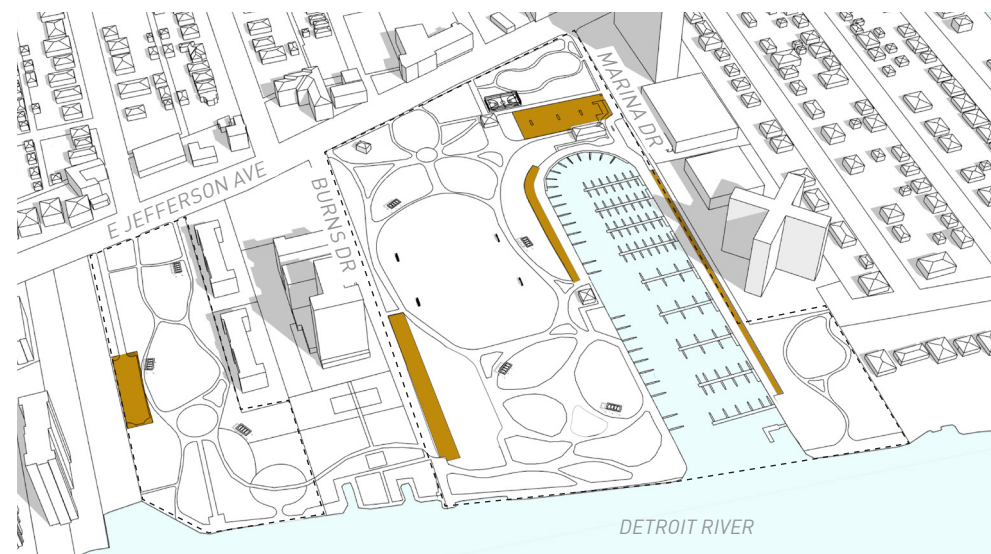 MARINA DR
E JEFFERSON AVE
BURNS DR
DETROIT RIVER